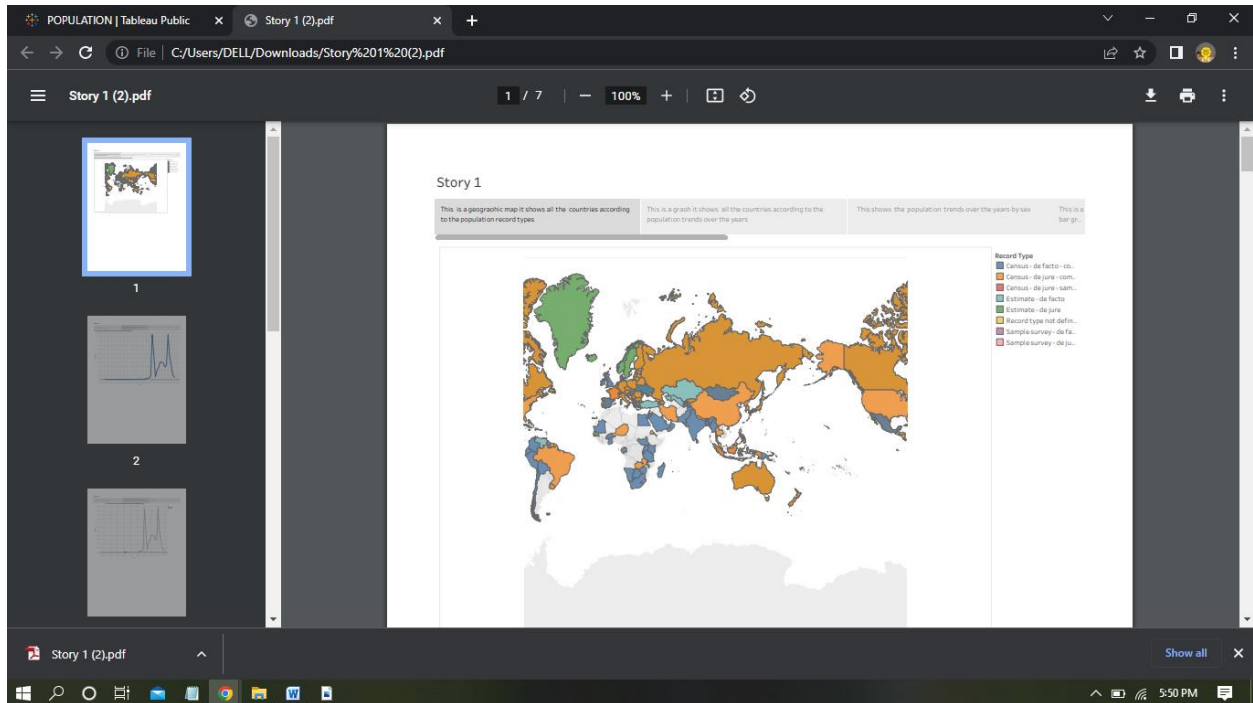 POPULATION | Tableau Public
Story 1 (2).pdf
File | C:/Users/DELL/Downloads/Story%201%20(2).pdf
Story 1 (2).pdf
1 / 7
100%
1
2
Story 1
This is a geograohic map it shows all the countries according
to the population record types
This is a graoh it shows all the countries according to the
population trends over the years
This shows the population trends over the years by sex
This is a
bar gr..
Record Type
Census - de facto - co..
Census - de jure - com..
Census - de jure - sam..
Estimate - de facto
Estimate - de jure
Record type not defin..
Sample survey - de fa..
Sample survey - de ju..
Story 1 (2).pdf
Show all
5:50 PM